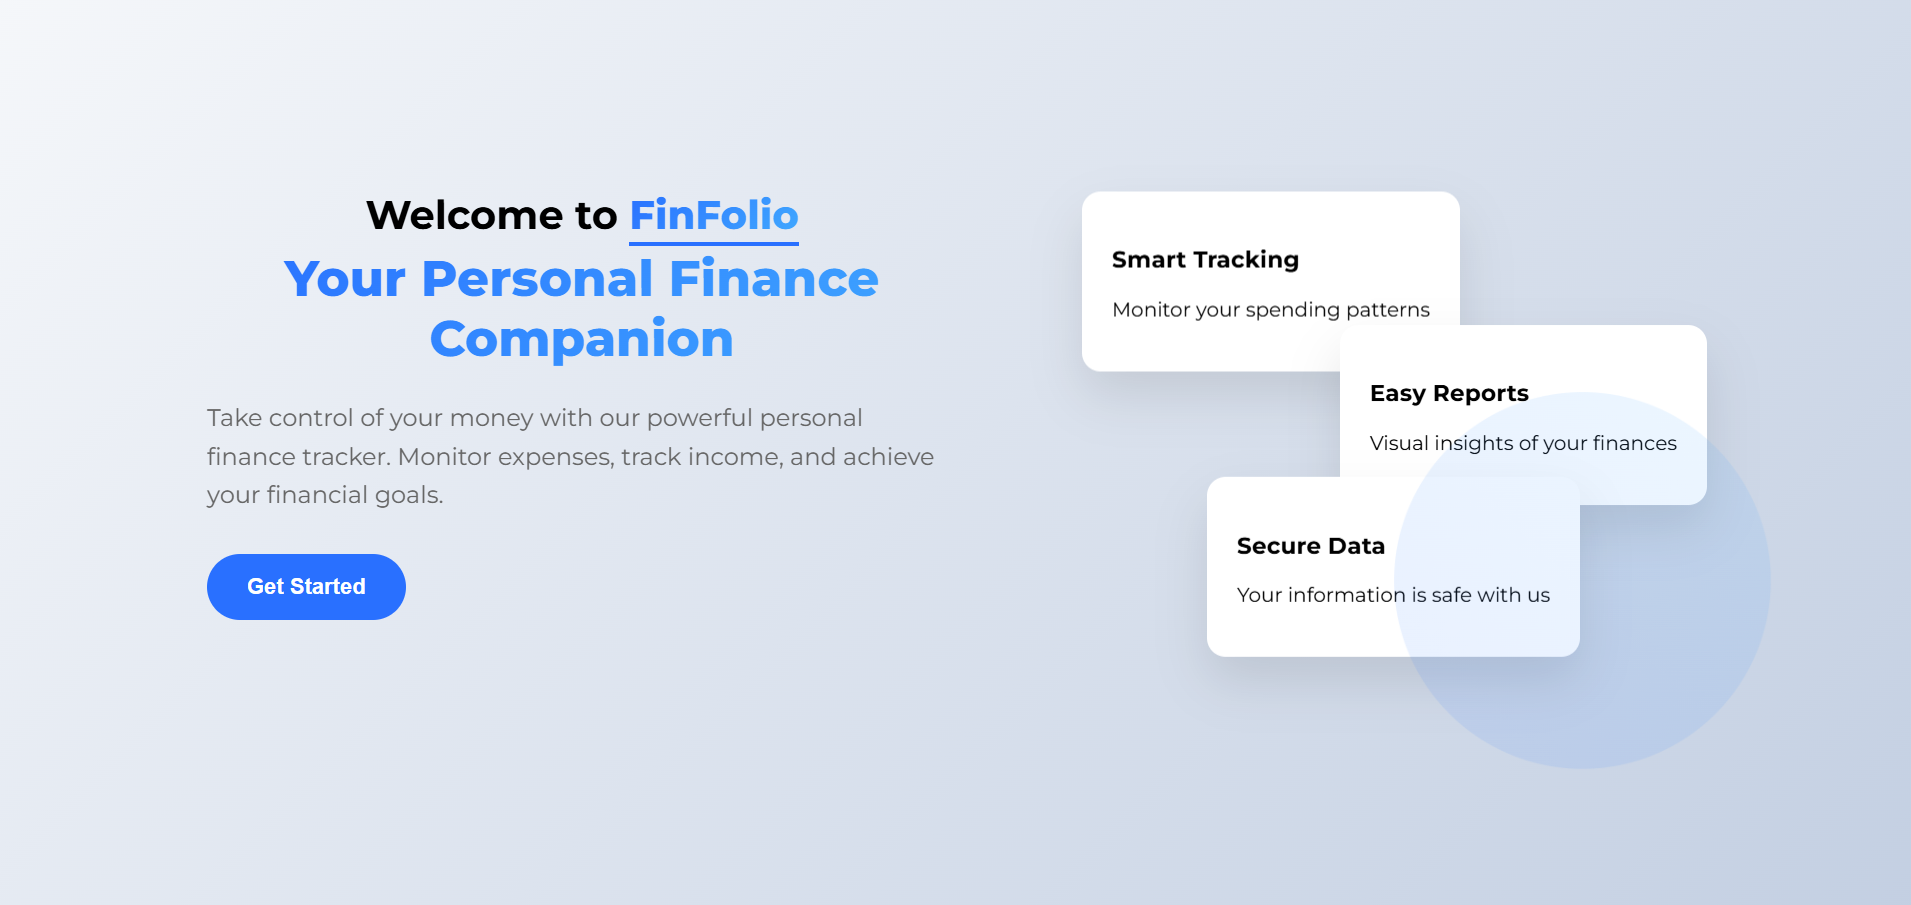 Welcome to FinFolio
Your Personal Finance
Companion
Take control of your money with our powerful personal
finance tracker. Monitor expenses, track income, and achieve
your financial goals.
Get Started
Smart Tracking
Monitor your spending patterns
Easy Reports
Visual insights of your finances
Secure Data
Your information is safe with us